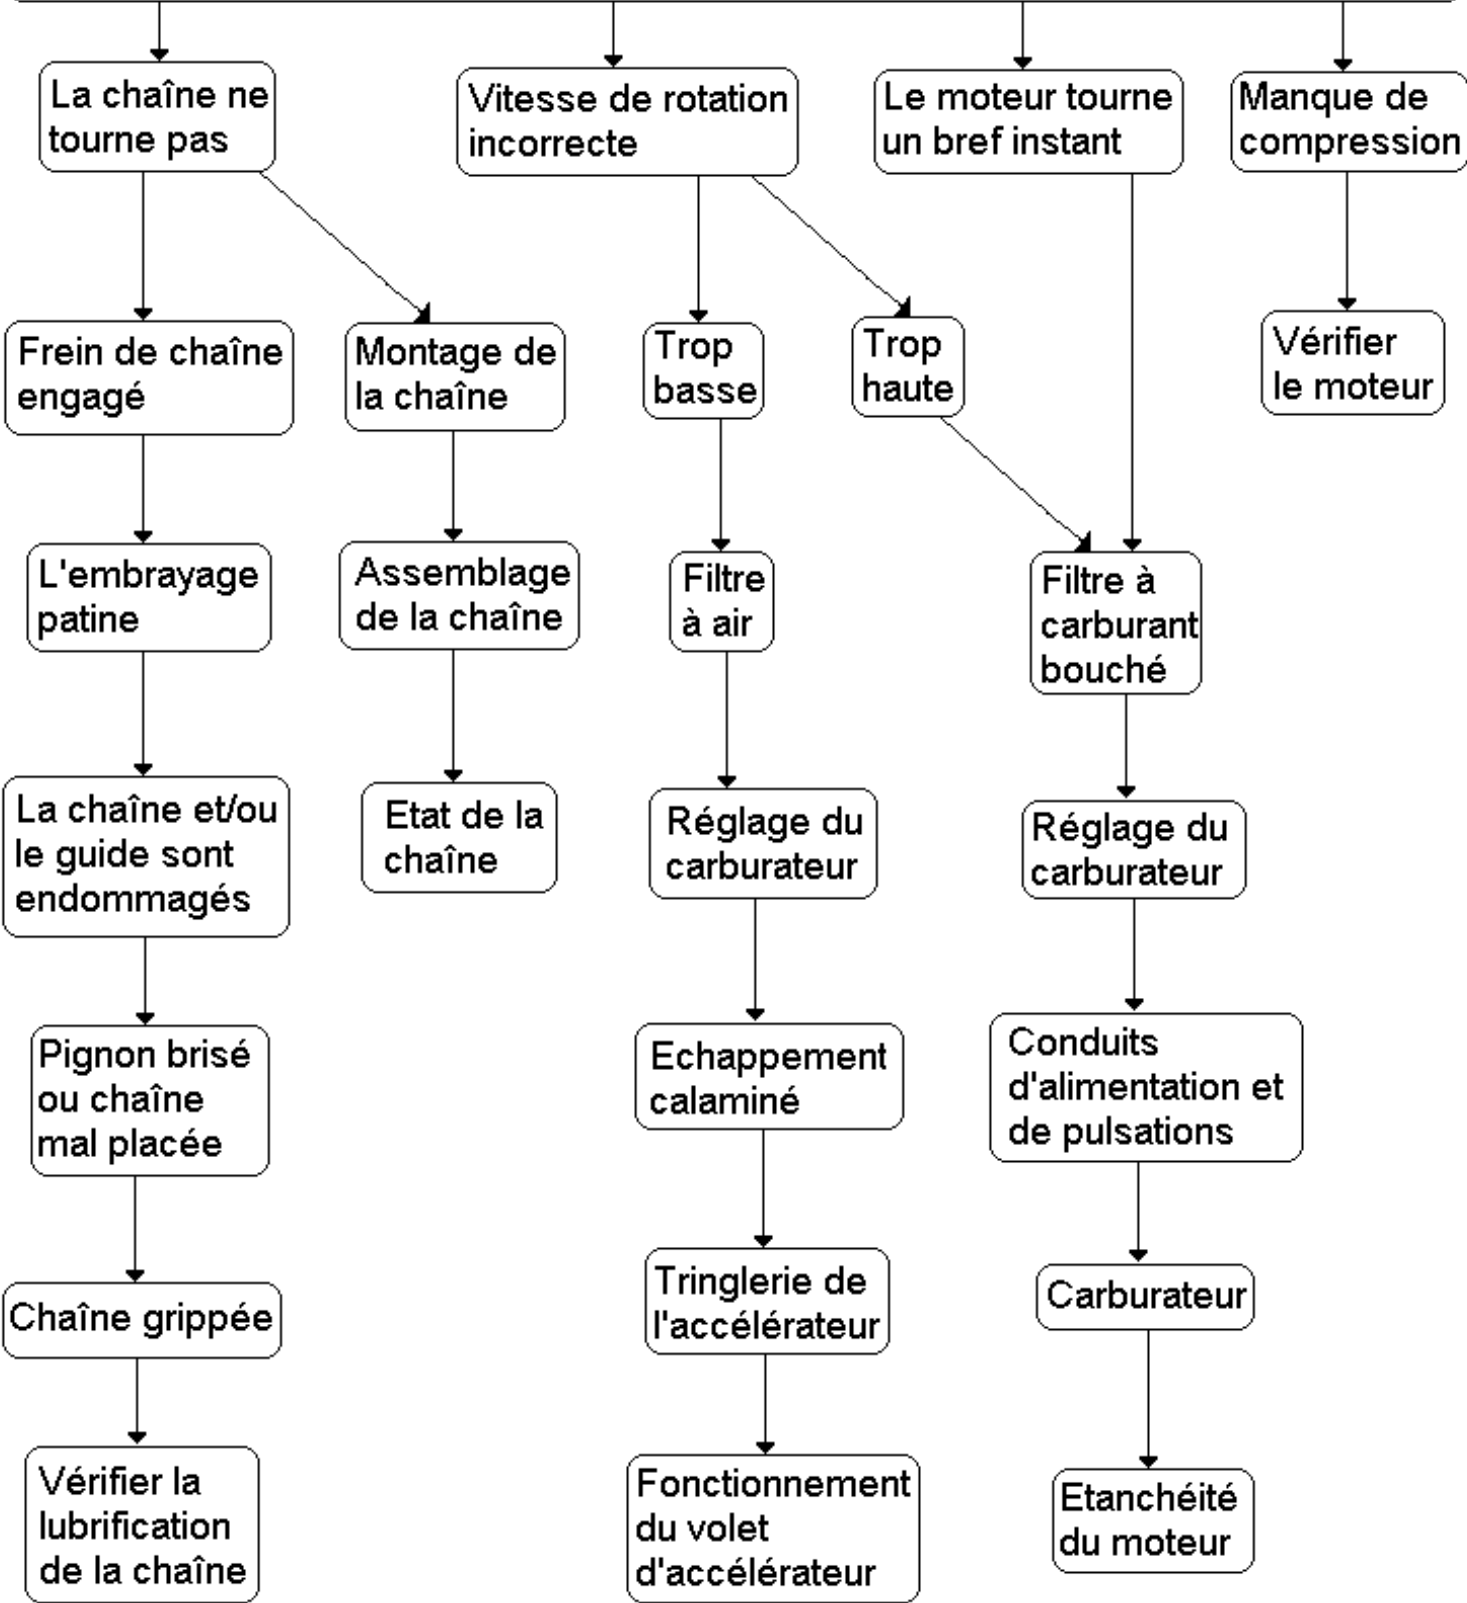 La chaîne ne
tourne pas
Vitesse de rotation
incorrecte
Le moteur tourne
un bref instant
Manque de
compression
Frein de chaîne
engagé
Montage de
la chaîne
Trop
basse
Trop
haute
Vérifier
le moteur
L'embrayage
patine
Assemblage
de la chaîne
Filtre
à air
Filtre à
carburant
bouché
La chaîne et/ou
le guide sont
endommagés
Etat de la
chaîne
Réglage du
carburateur
Réglage du
carburateur
Pignon brisé
ou chaîne
mal placée
Echappement
calaminé
Conduits
d'alimentation et
de pulsations
Chaîne grippée
Tringlerie de
l'accélérateur
Carburateur
Vérifier la
lubrification
de la chaîne
Fonctionnement
du volet
d'accélérateur
Etanchéité
du moteur